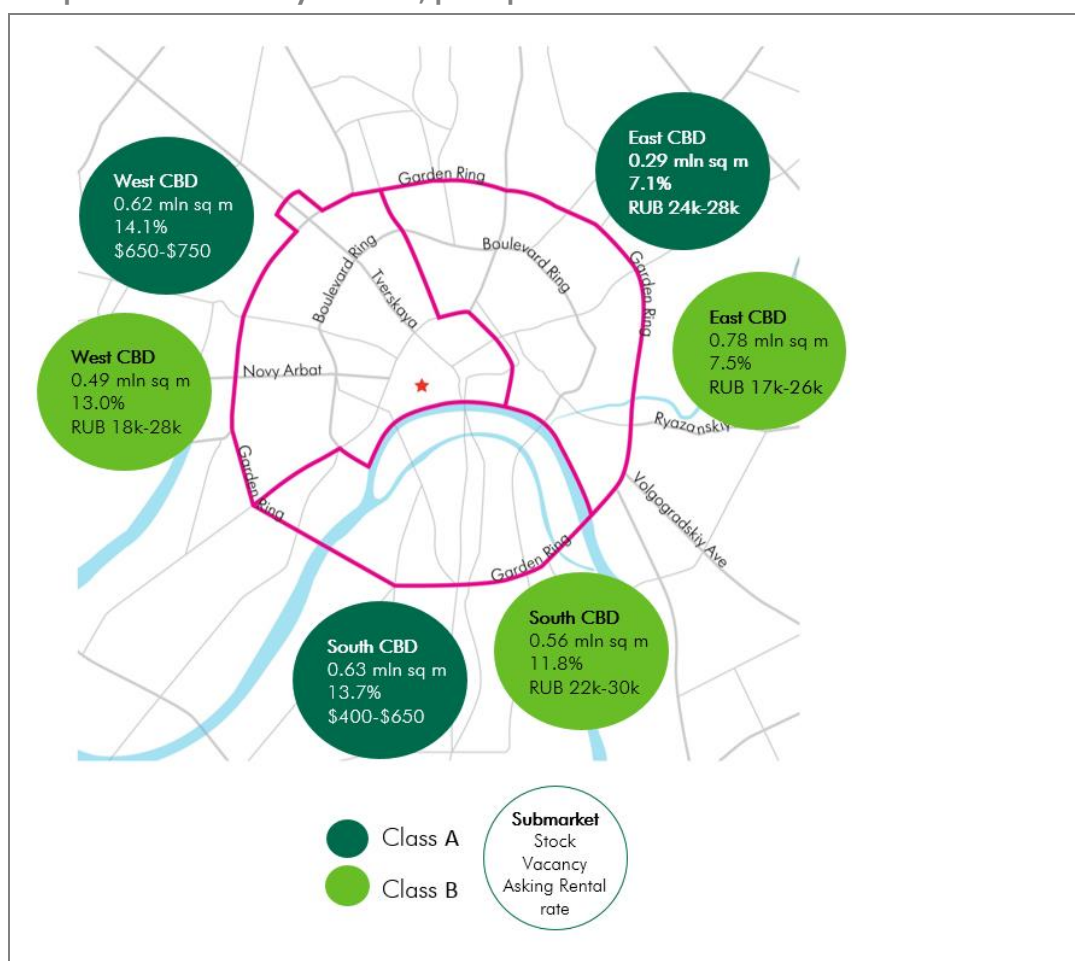 West CBD
0.62 mln sq m
14.1%
$650-$750
East CBD
0.29 mln sq m
7.1%
RUB 24k-28k
Garden Ring
Boulevard Ring
Tverskaya
Boulevard Ring
Garden Ring
West CBD
0.49 mln sq m
13.0%
RUB 18k-28k
Novy Arbat
East CBD
0.78 mln sq m
7.5%
RUB 17k-26k
Garden Ring
Volgogradskiy Ave
Garden Ring
South CBD
0.63 mln sq m
13.7%
$400-$650
South CBD
0.56 mln sq m
11.8%
RUB 22k-30k
Class A
Class B
Submarket
Stock
Vacancy
Asking Rental
rate